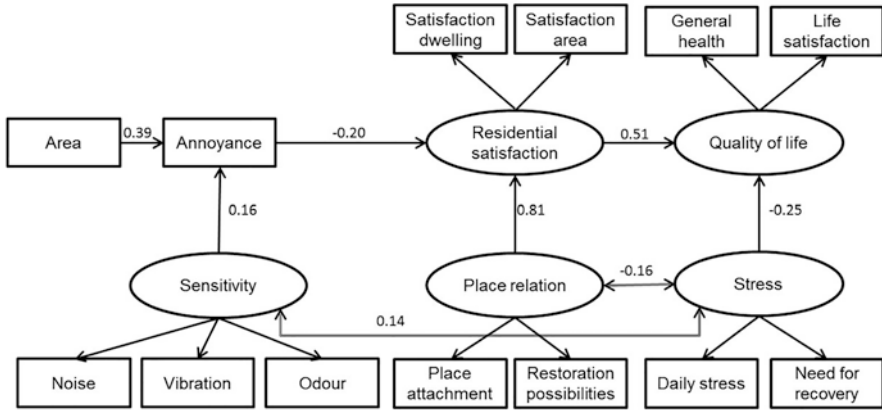 Satisfaction
dwelling
Satisfaction
area
General
health
Life
satisfaction
Area
0.39
Annoyance
-0.20
Residential
satisfaction
0.51
Quality of life
0.16
0.81
-0.25
Sensitivity
Place relation
-0.16
Stress
0.14
Noise
Vibration
Odour
Place
attachment
Restoration
possibilities
Daily stress
Need for
recovery